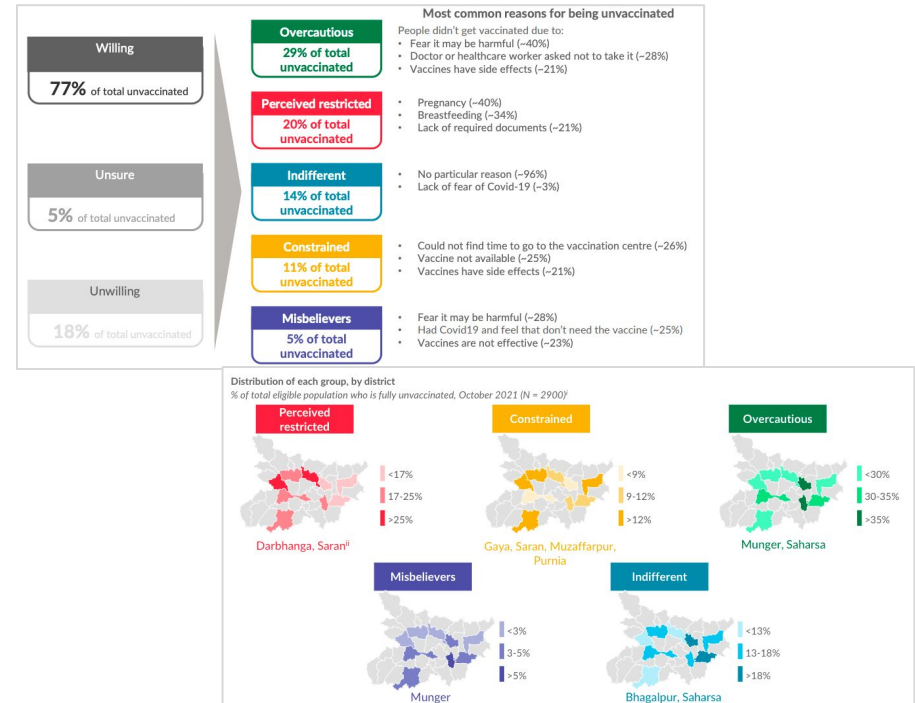 Most common reasons for being unvaccinated
Willing
77% of total unvaccinated
Unsure
5% of total unvaccinated
Unwilling
18% of total unvaccinated
Overcautious
29% of total
unvaccinated
People didn't get vaccinated due to:
• Fear it may be harmful (~40%)
• Doctor or healthcare worker asked not to take it (~28%)
• Vaccines have side effects (~21%)
Perceived restricted
20% of total
unvaccinated
• Pregnancy (~40%)
• Breastfeeding (~34%)
• Lack of required documents (~21%)
Indifferent
14% of total
unvaccinated
• No particular reason (~96%)
• Lack of fear of Covid-19 (~3%)
Constrained
11% of total
unvaccinated
• Could not find time to go to the vaccination centre (~26%)
• Vaccine not available (~25%)
• Vaccines have side effects (~21%)
Misbelievers
5% of total
unvaccinated
• Fear it may be harmful (~28%)
• Had Covid19 and feel that don't need the vaccine (~25%)
• Vaccines are not effective (~23%)
Distribution of each group, by district
% of total eligible population who is fully unvaccinated, October 2021 (N = 2900)ⁱ
Perceived
restricted
<17%
17-25%
>25%
Darbhanga, Saranⁱⁱ
Constrained
<9%
9-12%
>12%
Gaya, Saran, Muzaffarpur,
Purnia
Overcautious
<30%
30-35%
>35%
Munger, Saharsa
Misbelievers
<3%
3-5%
>5%
Munger
Indifferent
<13%
13-18%
>18%
Bhagalpur, Saharsa